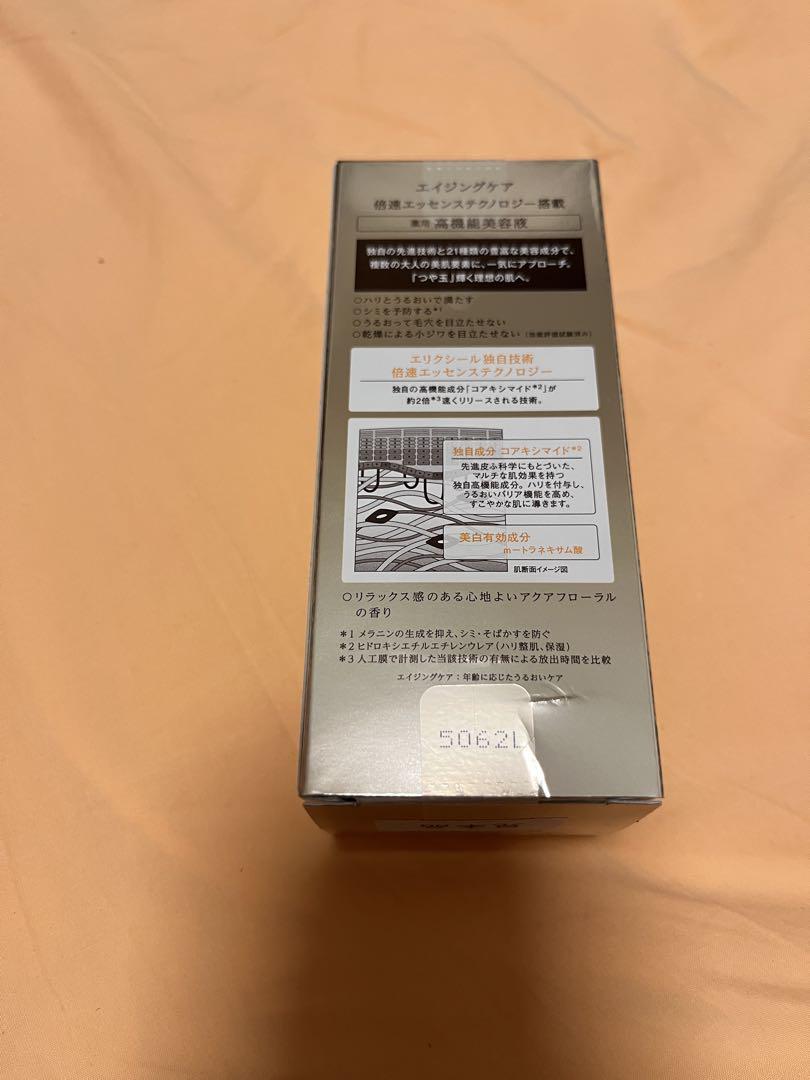 エイジングケア
倍速エッセンステクノロジー搭載
薬用 高機能美容液
独自の先進技術と21種類の豊富な美容成分で、
複数の大人の美肌要素に、一気にアプローチ。
「つや玉」輝く理想の肌へ。
○ハリとうるおいで満たす
○シミを予防する*1
○うるおって毛穴を目立たせない
○乾燥による小ジワを目立たせない（効能評価試験済み）
エリクシール独自技術
倍速エッセンステクノロジー
独自の高機能成分「コアキシマイド*2」が
約2倍*3速くリリースされる技術。
独自成分 コアキシマイド*2
先進皮ふ科学にもとづいた、
マルチな肌効果を持つ
独自高機能成分。ハリを付与し、
うるおいバリア機能を高め、
すこやかな肌に導きます。
美白有効成分
m－トラネキサム酸
肌断面イメージ図
○リラックス感のある心地よいアクアフローラル
の香り
*1 メラニンの生成を抑え、シミ・そばかすを防ぐ
*2 ヒドロキシエチルエチレンウレア（ハリ整肌、保湿）
*3 人工膜で計測した当該技術の有無による放出時間を比較
エイジングケア：年齢に応じたうるおいケア
5062L